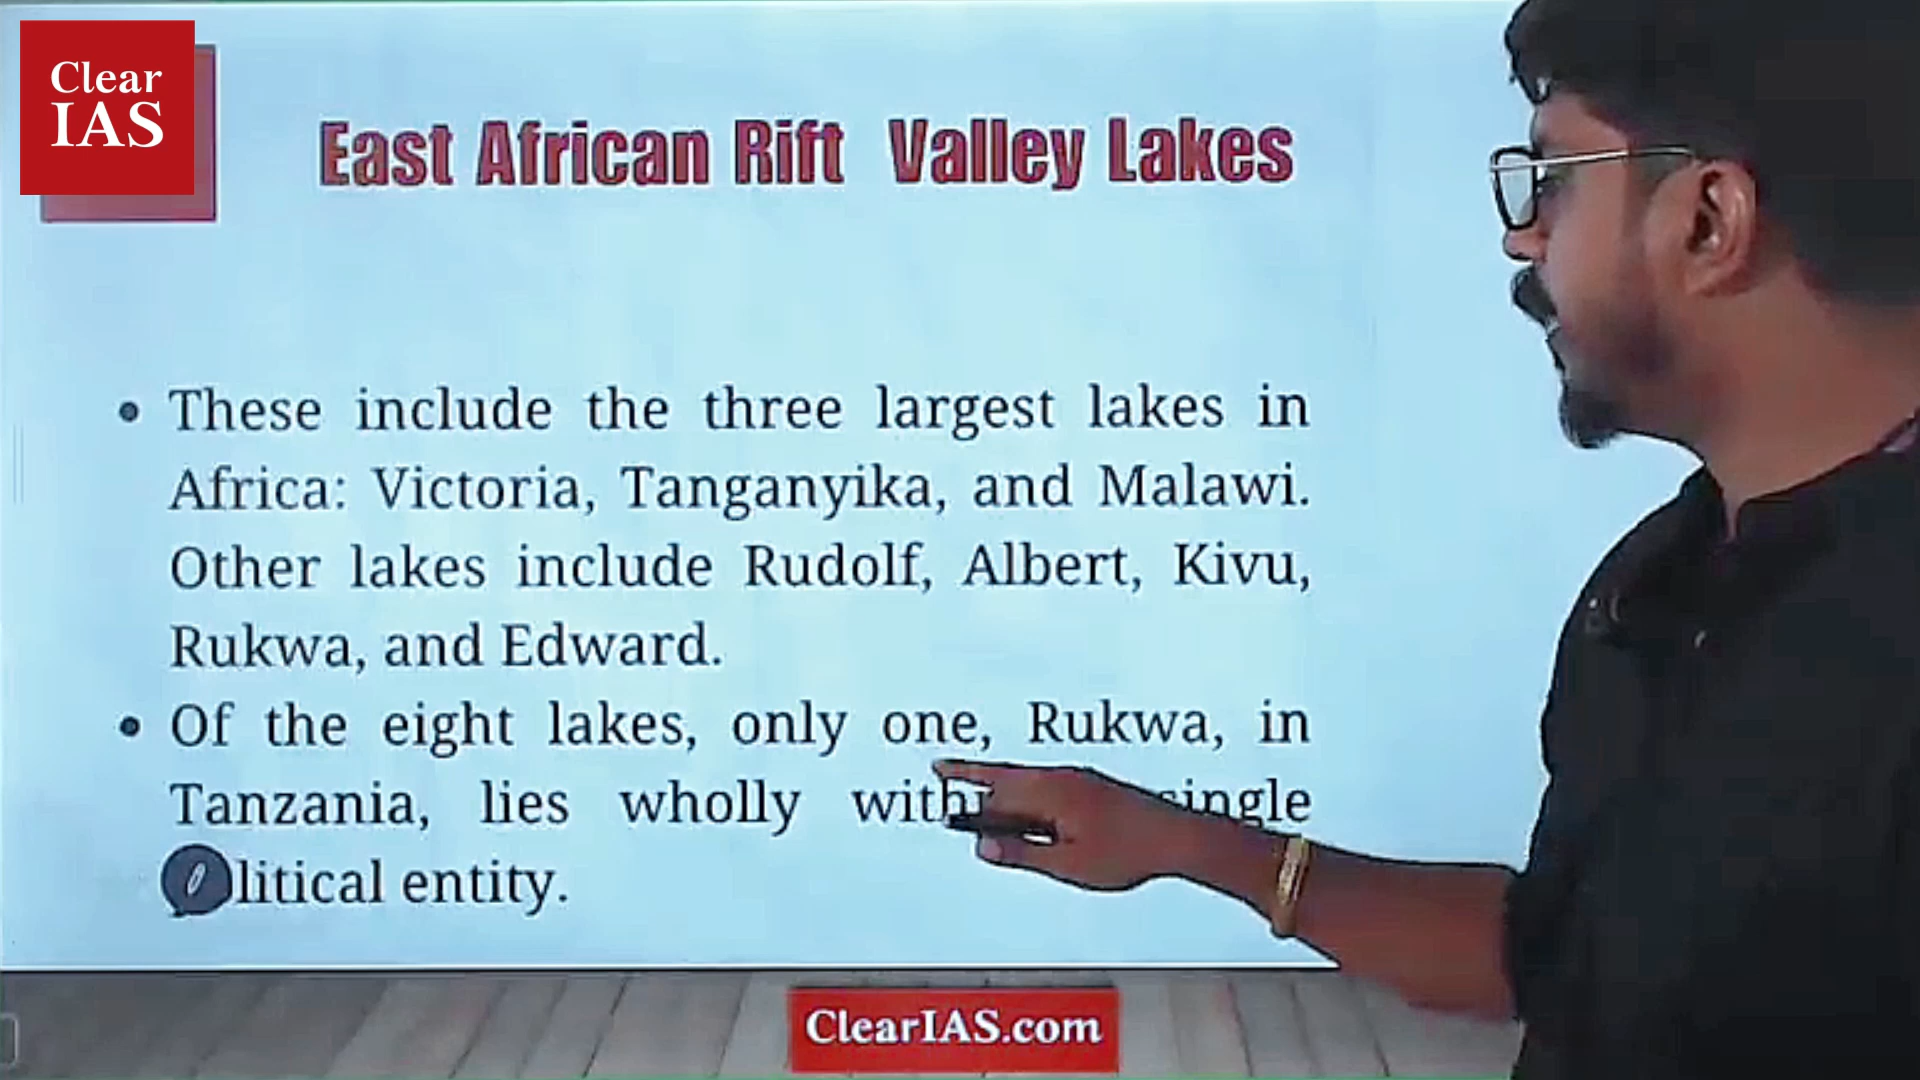 Clear
IAS
East African Rift Valley Lakes
• These include the three largest lakes in
Africa: Victoria, Tanganyika, and Malawi.
Other lakes include Rudolf, Albert, Kivu,
Rukwa, and Edward.
• Of the eight lakes, only one, Rukwa, in
Tanzania, lies wholly single
litical entity.
ClearIAS.com